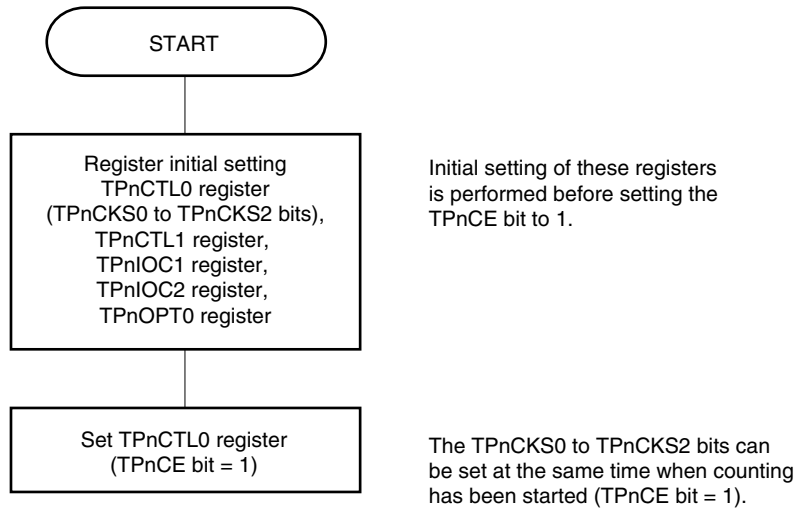 START
Register initial setting
TPnCTL0 register
(TPnCKS0 to TPnCKS2 bits),
TPnCTL1 register,
TPnIOC1 register,
TPnIOC2 register,
TPnOPT0 register
Initial setting of these registers
is performed before setting the
TPnCE bit to 1.
Set TPnCTL0 register
(TPnCE bit = 1)
The TPnCKS0 to TPnCKS2 bits can
be set at the same time when counting
has been started (TPnCE bit = 1).